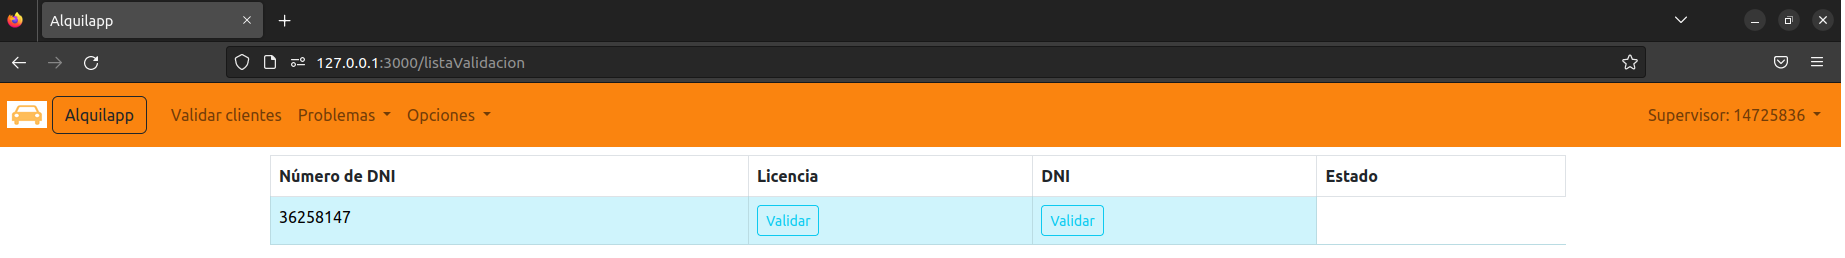 Alquilapp
127.0.0.1:3000/listaValidacion
Alquilapp Validar clientes Problemas Opciones Supervisor: 14725836
Número de DNI Licencia DNI Estado
36258147 Validar Validar